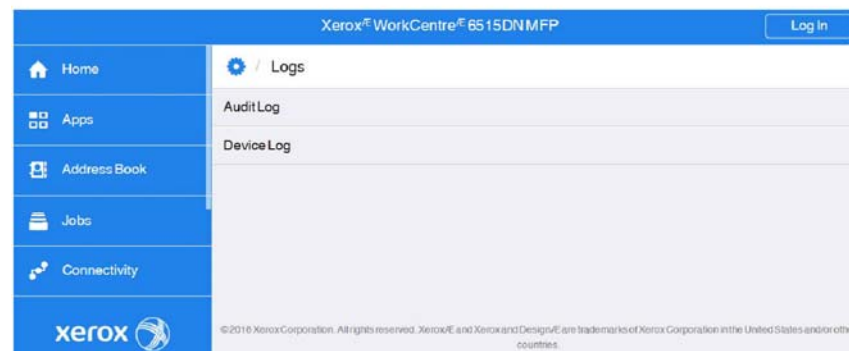 Xerox/Æ WorkCentre/Æ 6515DN MFP
Log In
Home
Apps
Address Book
Jobs
Connectivity
xerox
/ Logs
Audit Log
Device Log
©2016 Xerox Corporation. All rights reserved. Xerox/Æ and Xerox and Design/Æ are trademarks of Xerox Corporation in the United States and/or othe
countries.